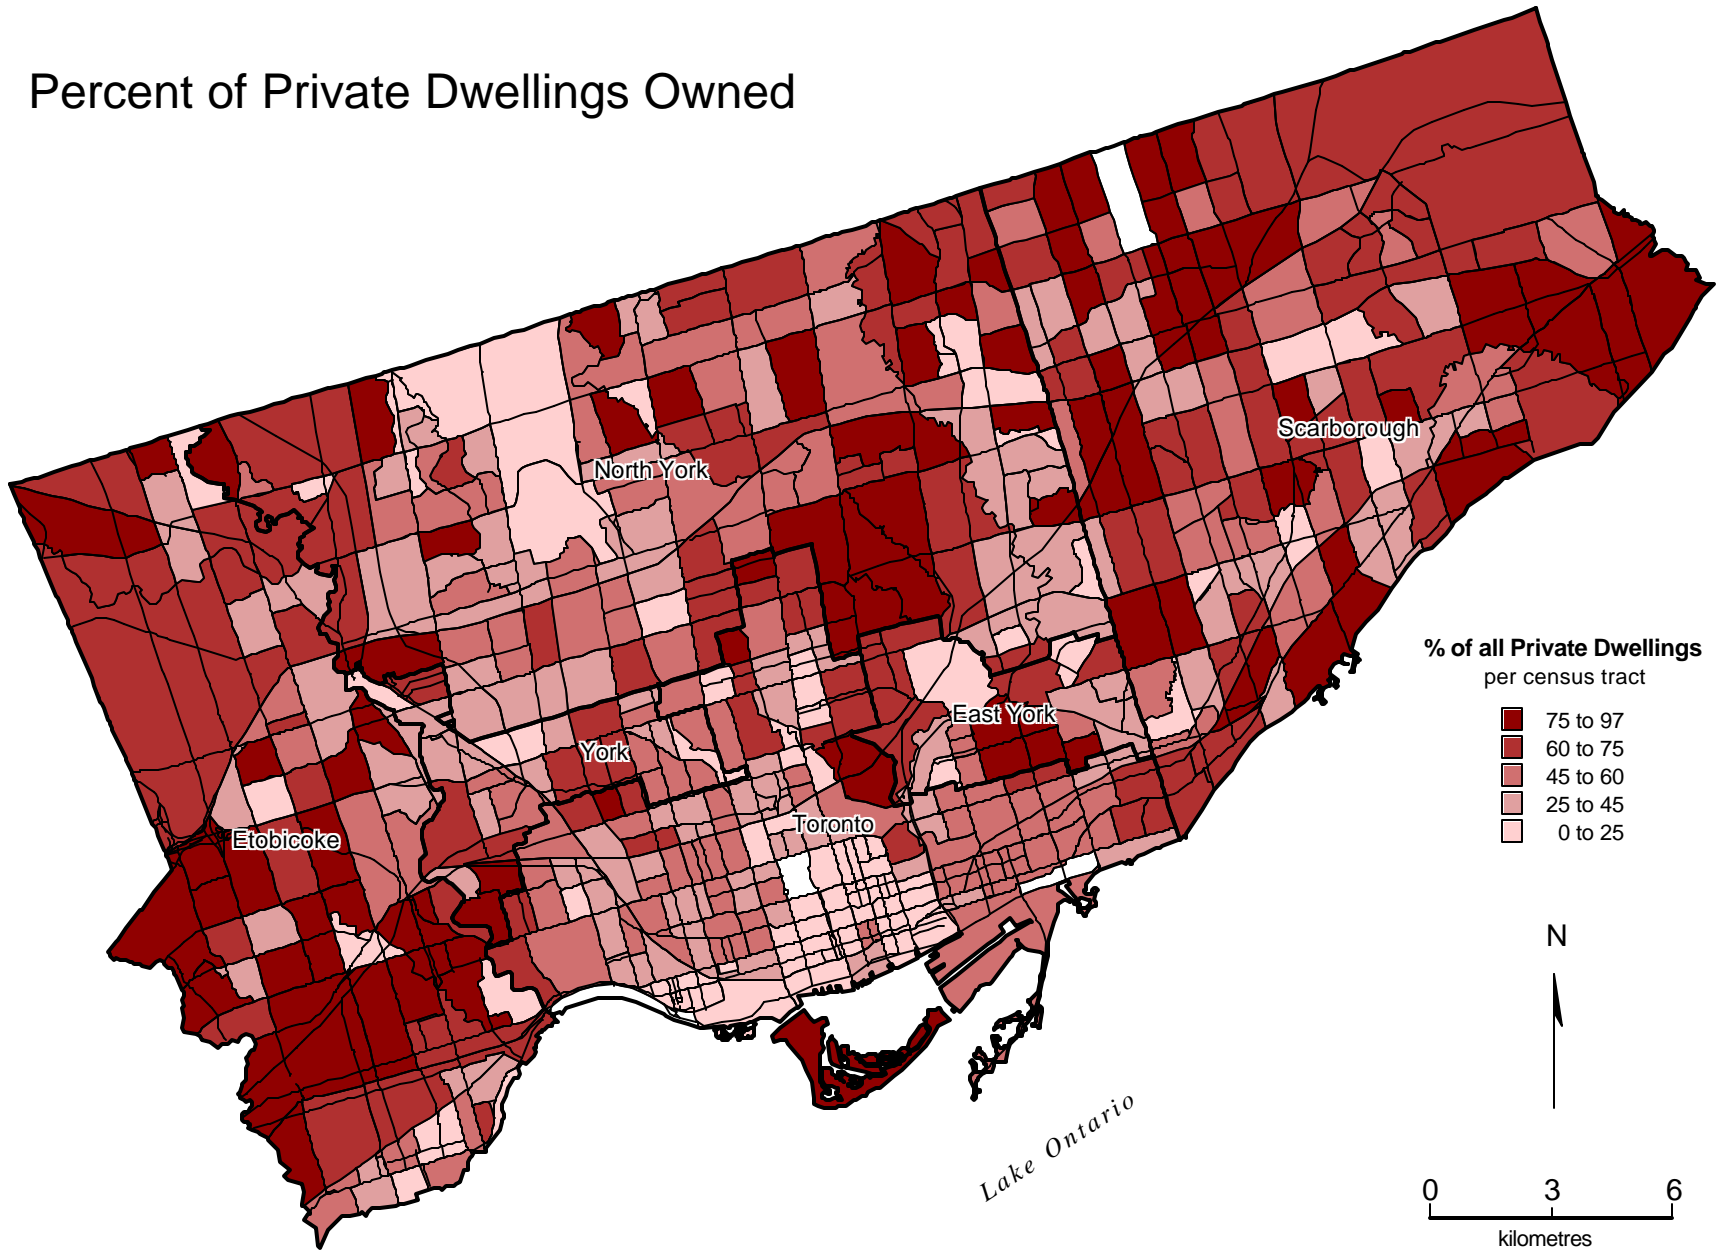 Percent of Private Dwellings Owned
Scarborough
North York
East York
York
Toronto
Etobicoke
% of all Private Dwellings
per census tract
75 to 97
60 to 75
45 to 60
25 to 45
0 to 25
N
Lake Ontario
0 3 6
kilometres